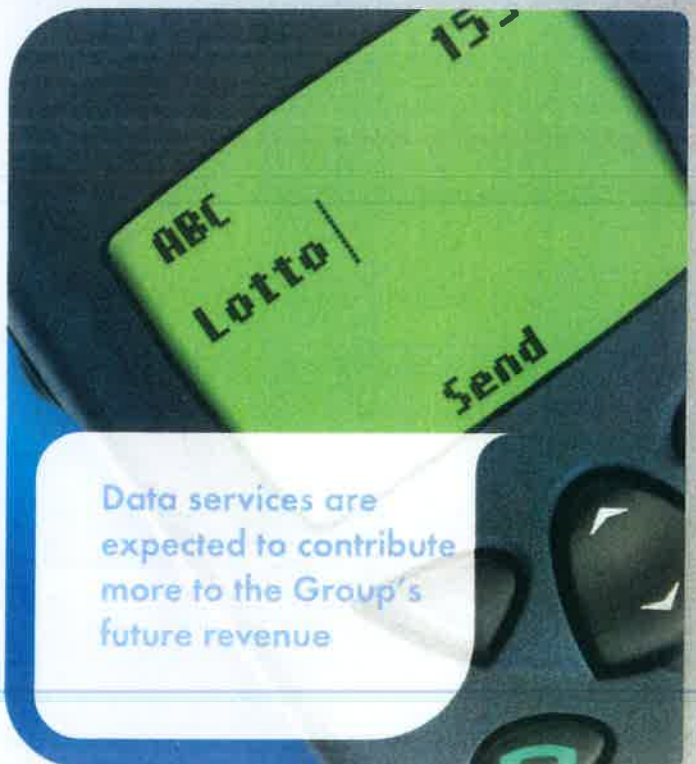 ABC
Lotto
Send
Data services are
expected to contribute
more to the Group's
future revenue